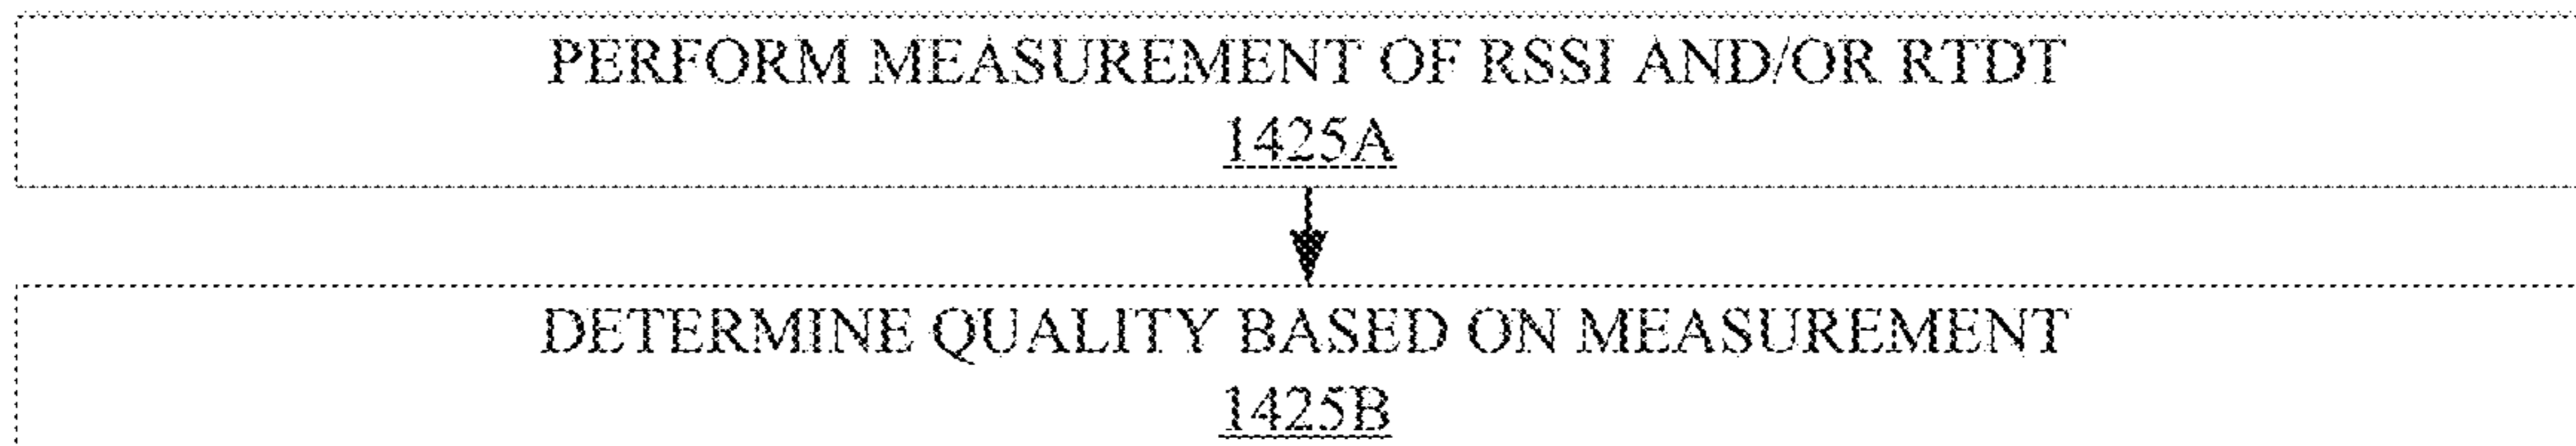 PERFORM MEASUREMENT OF RSSI AND/OR RTDT
1425A
DETERMINE QUALITY BASED ON MEASUREMENT
1425B